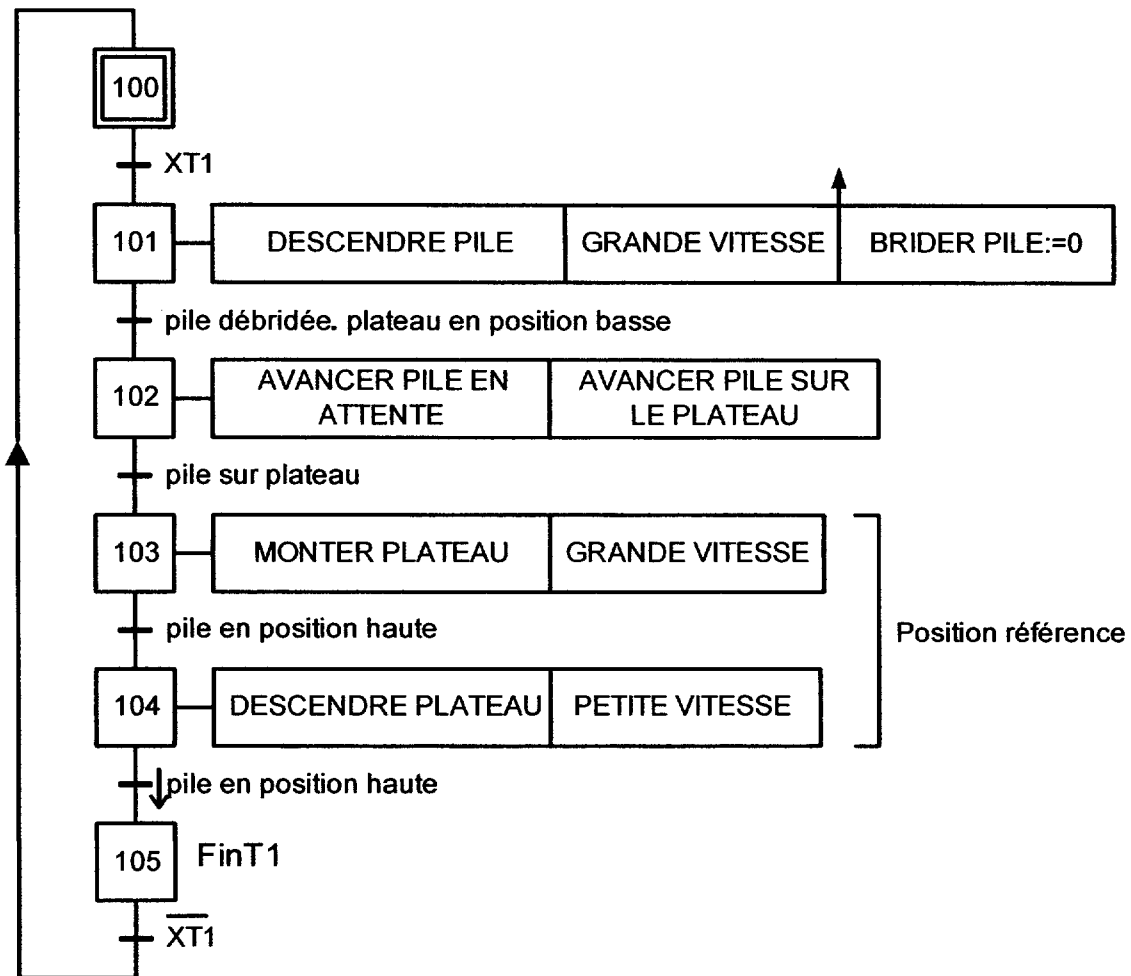 100
XT1
101 DESCENDRE PILE GRANDE VITESSE BRIDER PILE:=0
pile débridée. plateau en position basse
102 AVANCER PILE EN ATTENTE AVANCER PILE SUR LE PLATEAU
pile sur plateau
103 MONTER PLATEAU GRANDE VITESSE
pile en position haute
Position référence
104 DESCENDRE PLATEAU PETITE VITESSE
↓pile en position haute
105 FinT1
X̅T̅1̅